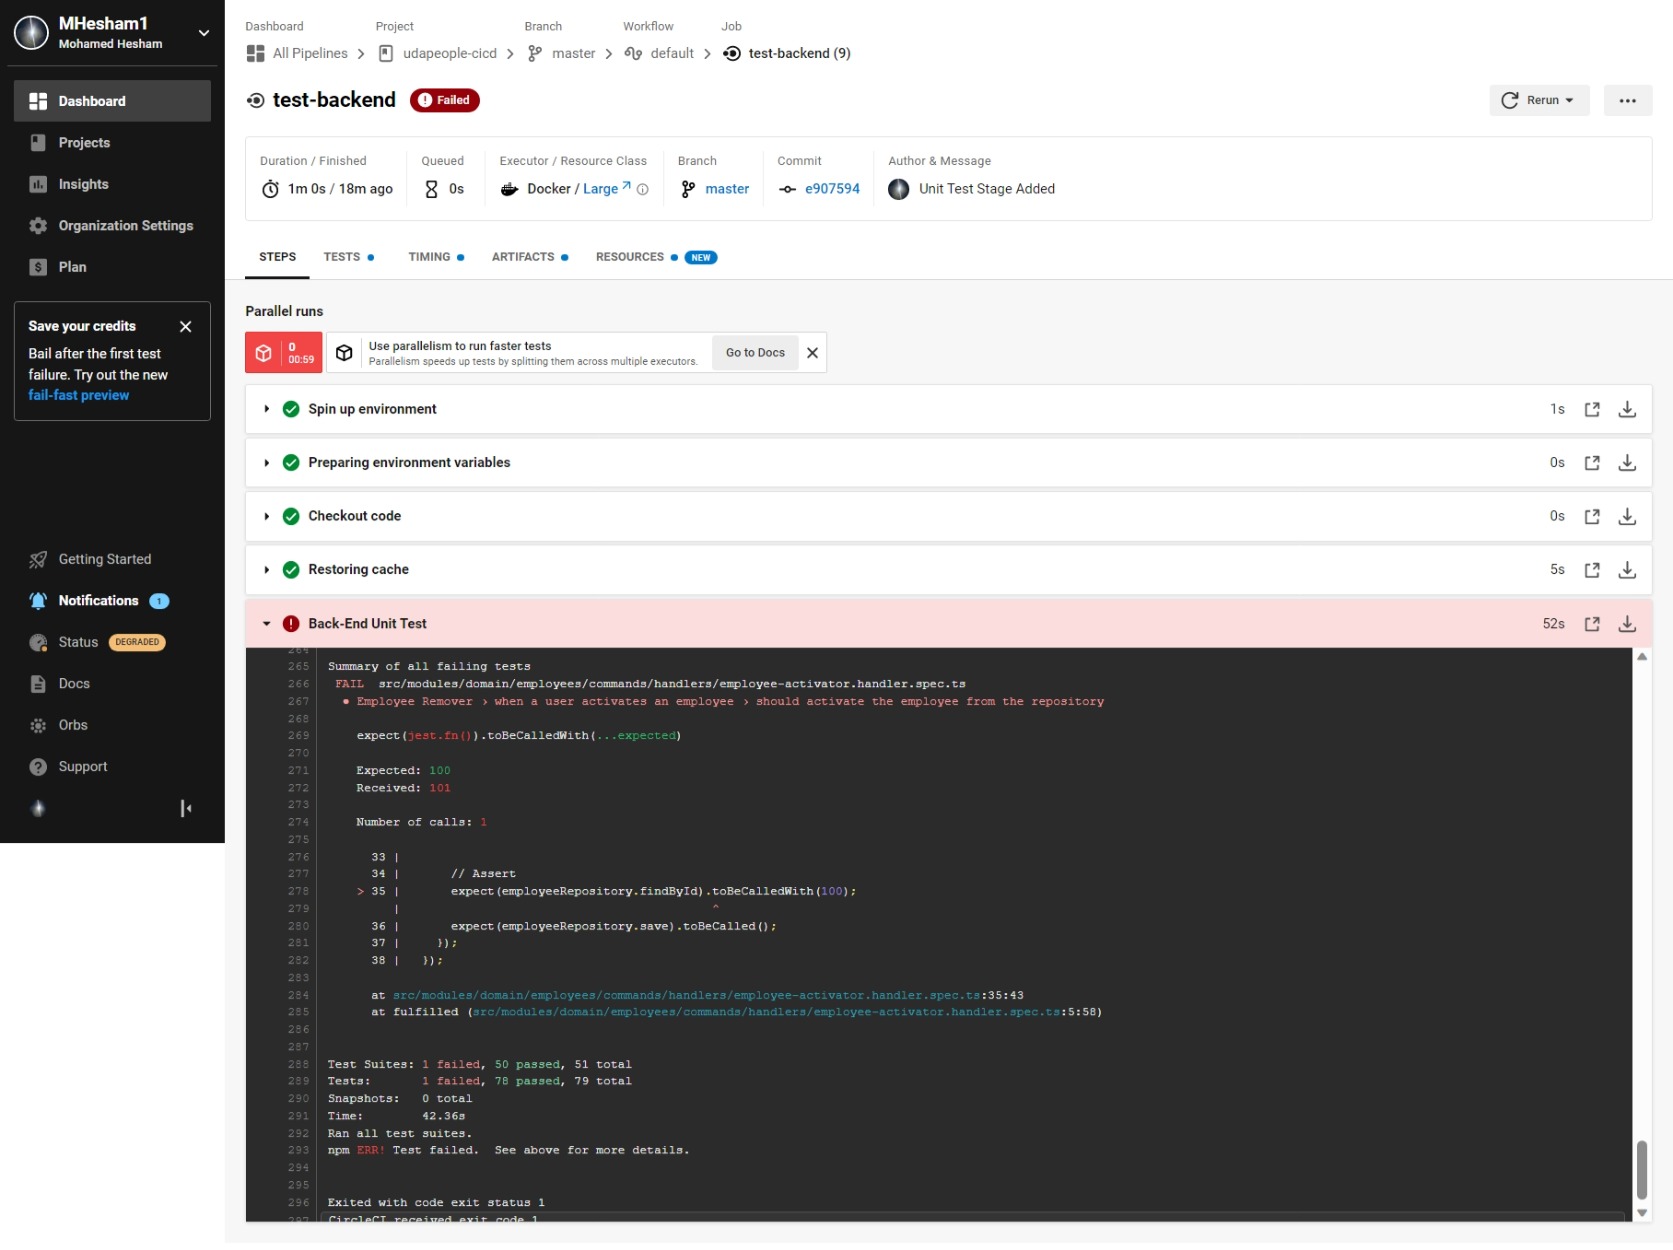 MHesham1
Mohamed Hesham
Dashboard
Projects
Insights
Organization Settings
Plan
Save your credits
Bail after the first test
failure. Try out the new
fail-fast preview
Getting Started
Notifications 1
Status DEGRADED
Docs
Orbs
Support
Dashboard Project Branch Workflow Job
All Pipelines udapeople-cicd master default test-backend (9)
test-backend Failed
Rerun
Duration / Finished Queued Executor / Resource Class Branch Commit Author & Message
1m 0s / 18m ago 0s Docker / Large master e907594 Unit Test Stage Added
STEPS TESTS TIMING ARTIFACTS RESOURCES NEW
Parallel runs
0
00:59
Use parallelism to run faster tests
Parallelism speeds up tests by splitting them across multiple executors.
Go to Docs
Spin up environment 1s
Preparing environment variables 0s
Checkout code 0s
Restoring cache 5s
Back-End Unit Test 52s
264
265 Summary of all failing tests
266 FAIL src/modules/domain/employees/commands/handlers/employee-activator.handler.spec.ts
267 ● Employee Remover › when a user activates an employee › should activate the employee from the repository
268
269 expect(jest.fn()).toBeCalledWith(...expected)
270
271 Expected: 100
272 Received: 101
273
274 Number of calls: 1
275
276 33 |
277 34 | // Assert
278 > 35 | expect(employeeRepository.findById).toBeCalledWith(100);
279 | ^
280 36 | expect(employeeRepository.save).toBeCalled();
281 37 | });
282 38 | });
283
284 at src/modules/domain/employees/commands/handlers/employee-activator.handler.spec.ts:35:43
285 at fulfilled (src/modules/domain/employees/commands/handlers/employee-activator.handler.spec.ts:5:58)
286
287
288 Test Suites: 1 failed, 50 passed, 51 total
289 Tests: 1 failed, 78 passed, 79 total
290 Snapshots: 0 total
291 Time: 42.36s
292 Ran all test suites.
293 npm ERR! Test failed. See above for more details.
294
295
296 Exited with code exit status 1
297 CircleCI received exit code 1